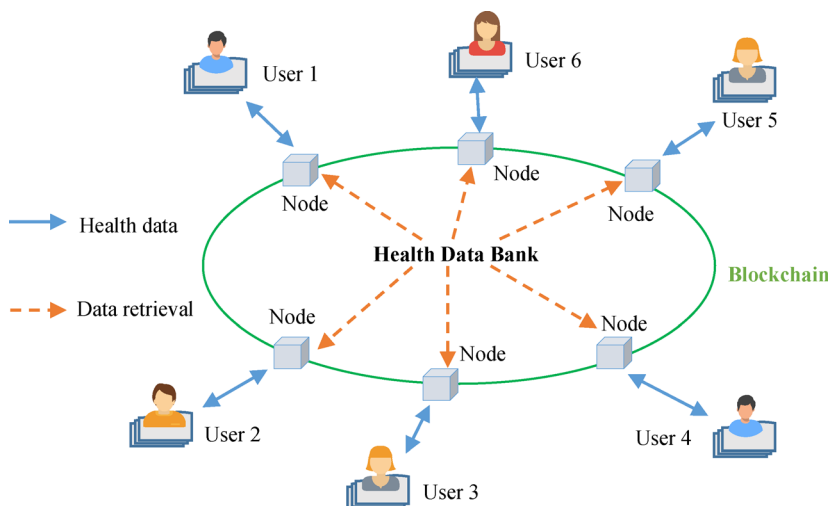 User 6
User 1
User 5
Node
Node
Node
Health data
Health Data Bank
Blockchain
Data retrieval
Node
Node
Node
User 2
User 4
User 3